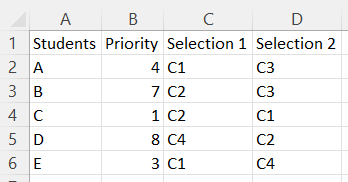 A B C D
1 Students Priority Selection 1 Selection 2
2 A 4 C1 C3
3 B 7 C2 C3
4 C 1 C2 C1
5 D 8 C4 C2
6 E 3 C1 C4